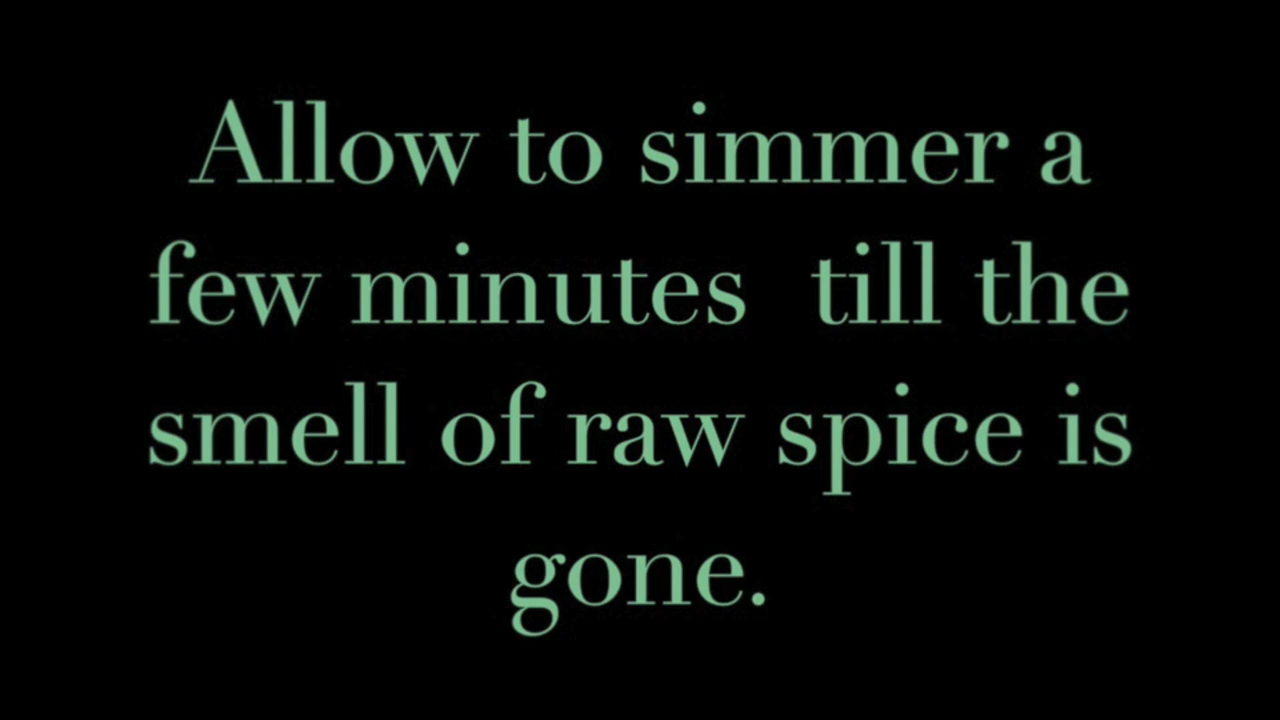 Allow to simmer a
few minutes  till the
smell of raw spice is
gone.